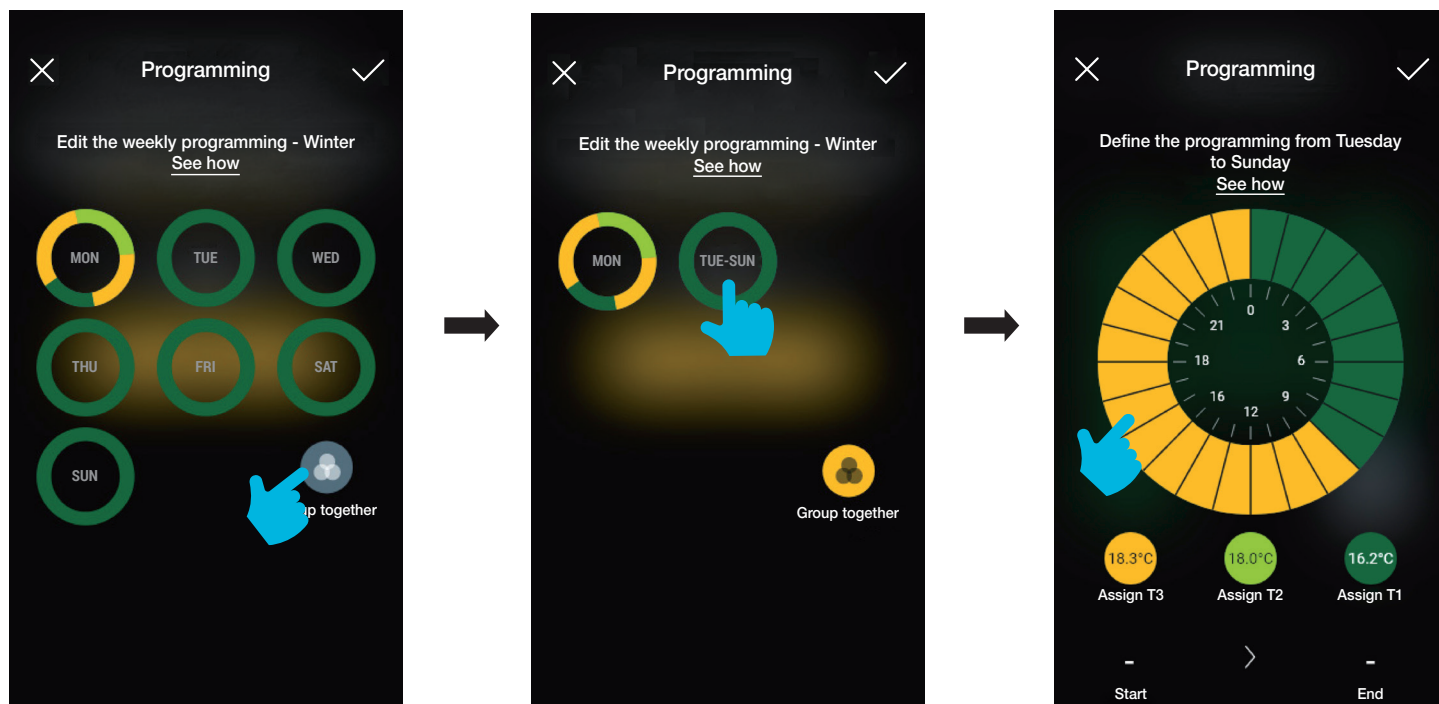 Programming
Edit the weekly programming - Winter
See how
MON TUE WED
THU FRI SAT
SUN
up together
Programming
Edit the weekly programming - Winter
See how
MON TUE-SUN
Group together
Programming
Define the programming from Tuesday
to Sunday
See how
0
21 3
18 6
16 9
12
18.3°C 18.0°C 16.2°C
Assign T3 Assign T2 Assign T1
- > -
Start End